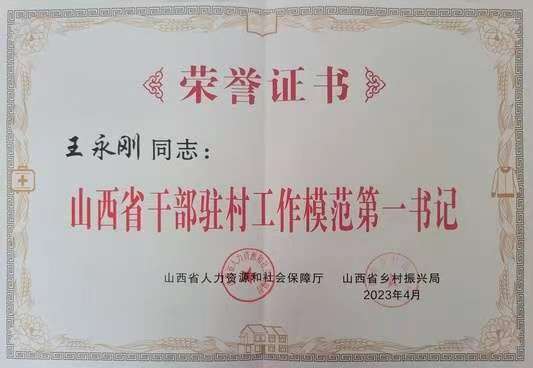 荣誉证书
王永刚 同志：
山西省干部驻村工作模范第一书记
山西省人力资源和社会保障厅 山西省乡村振兴局
2023年4月